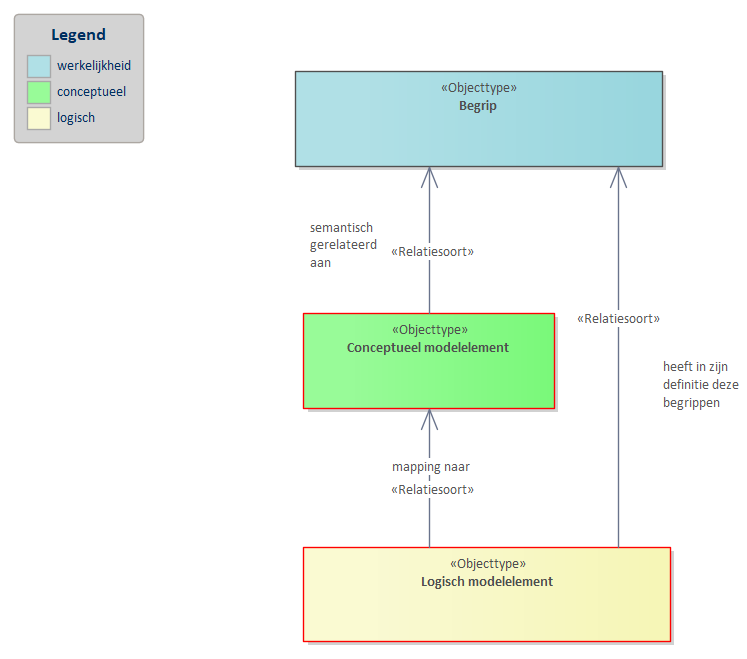 Legend
werkelijkheid
conceptueel
logisch
«Objecttype»
Begrip
semantisch
gerelateerd
aan
«Relatiesoort»
«Relatiesoort»
«Objecttype»
Conceptueel modelelement
heeft in zijn
definitie deze
begrippen
mapping naar
«Relatiesoort»
«Objecttype»
Logisch modelelement